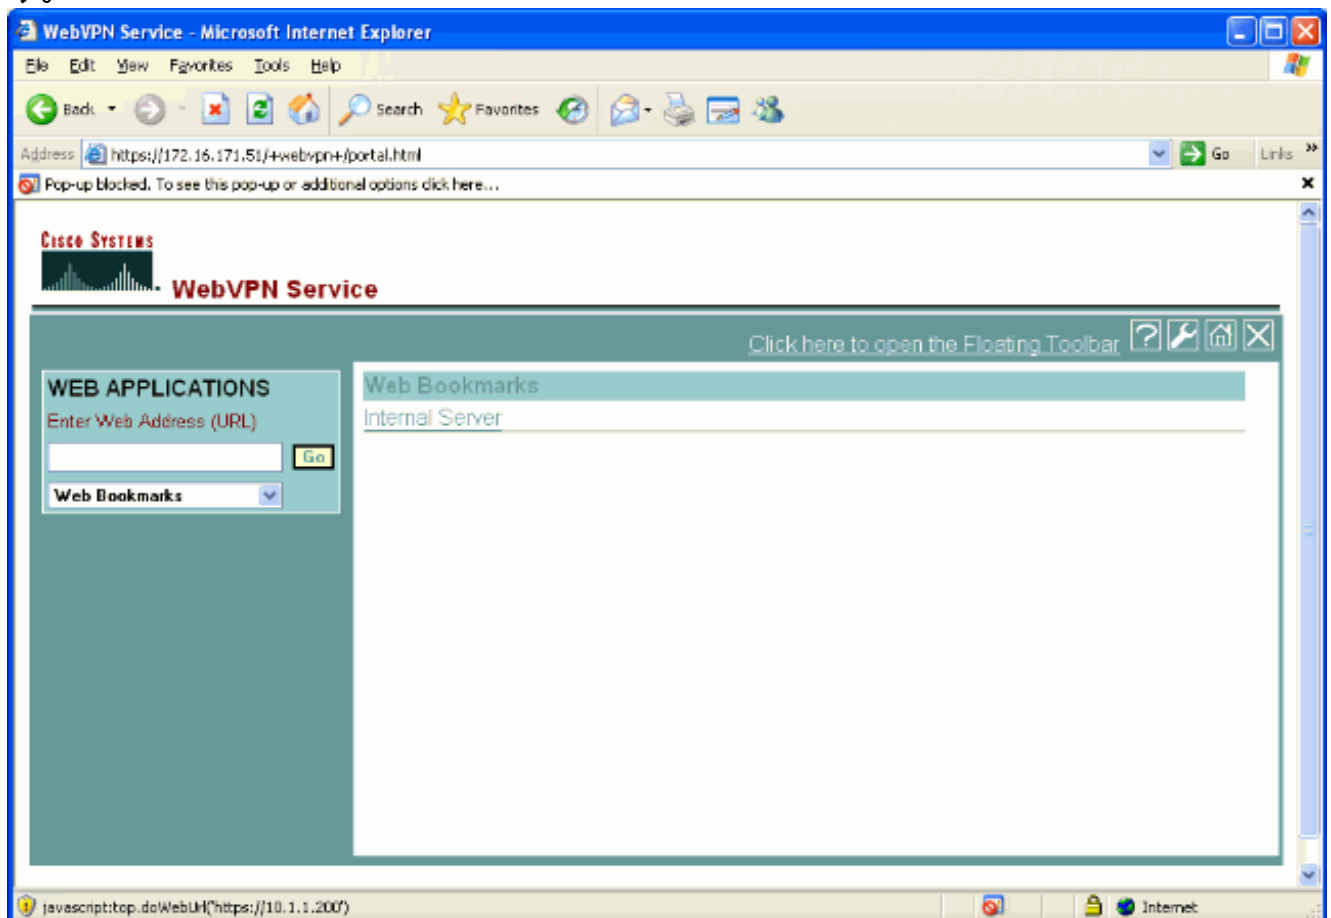 WebVPN Service - Microsoft Internet Explorer
File Edit View Favorites Tools Help
Back Search Favorites
Address https://172.16.171.51/+webvpn+/portal.html Go Links »
Pop-up blocked. To see this pop-up or additional options click here...
CISCO SYSTEMS
WebVPN Service
Click here to open the Floating Toolbar
WEB APPLICATIONS
Enter Web Address (URL)
Go
Web Bookmarks
Web Bookmarks
Internal Server
javascript:top.doWebUrl('https://10.1.1.200') Internet